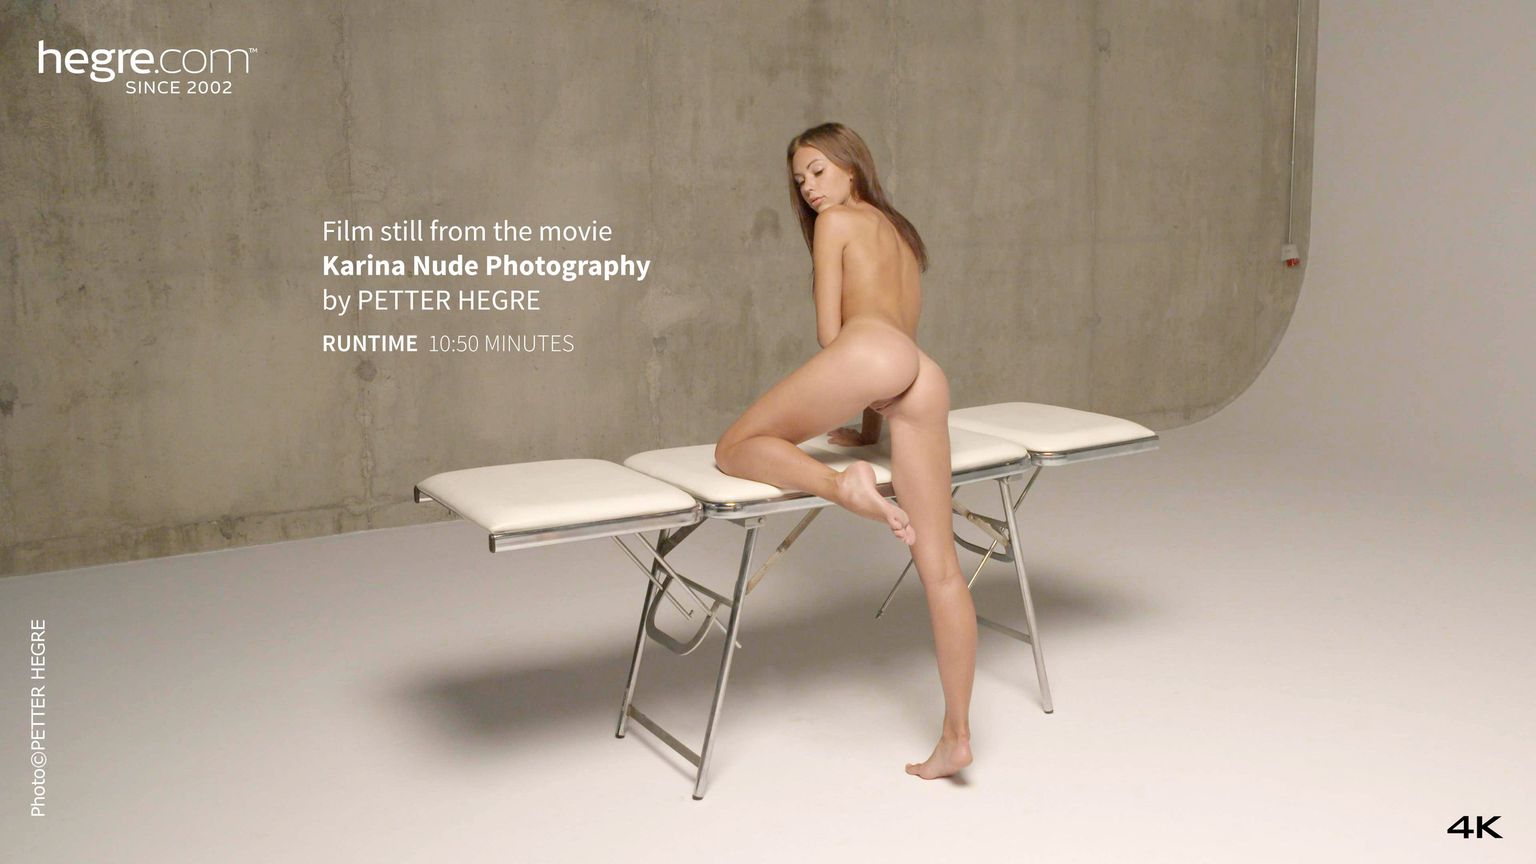 hegre.com™
SINCE 2002
Film still from the movie
Karina Nude Photography
by PETTER HEGRE
RUNTIME 10:50 MINUTES
Photo©PETTER HEGRE
4K